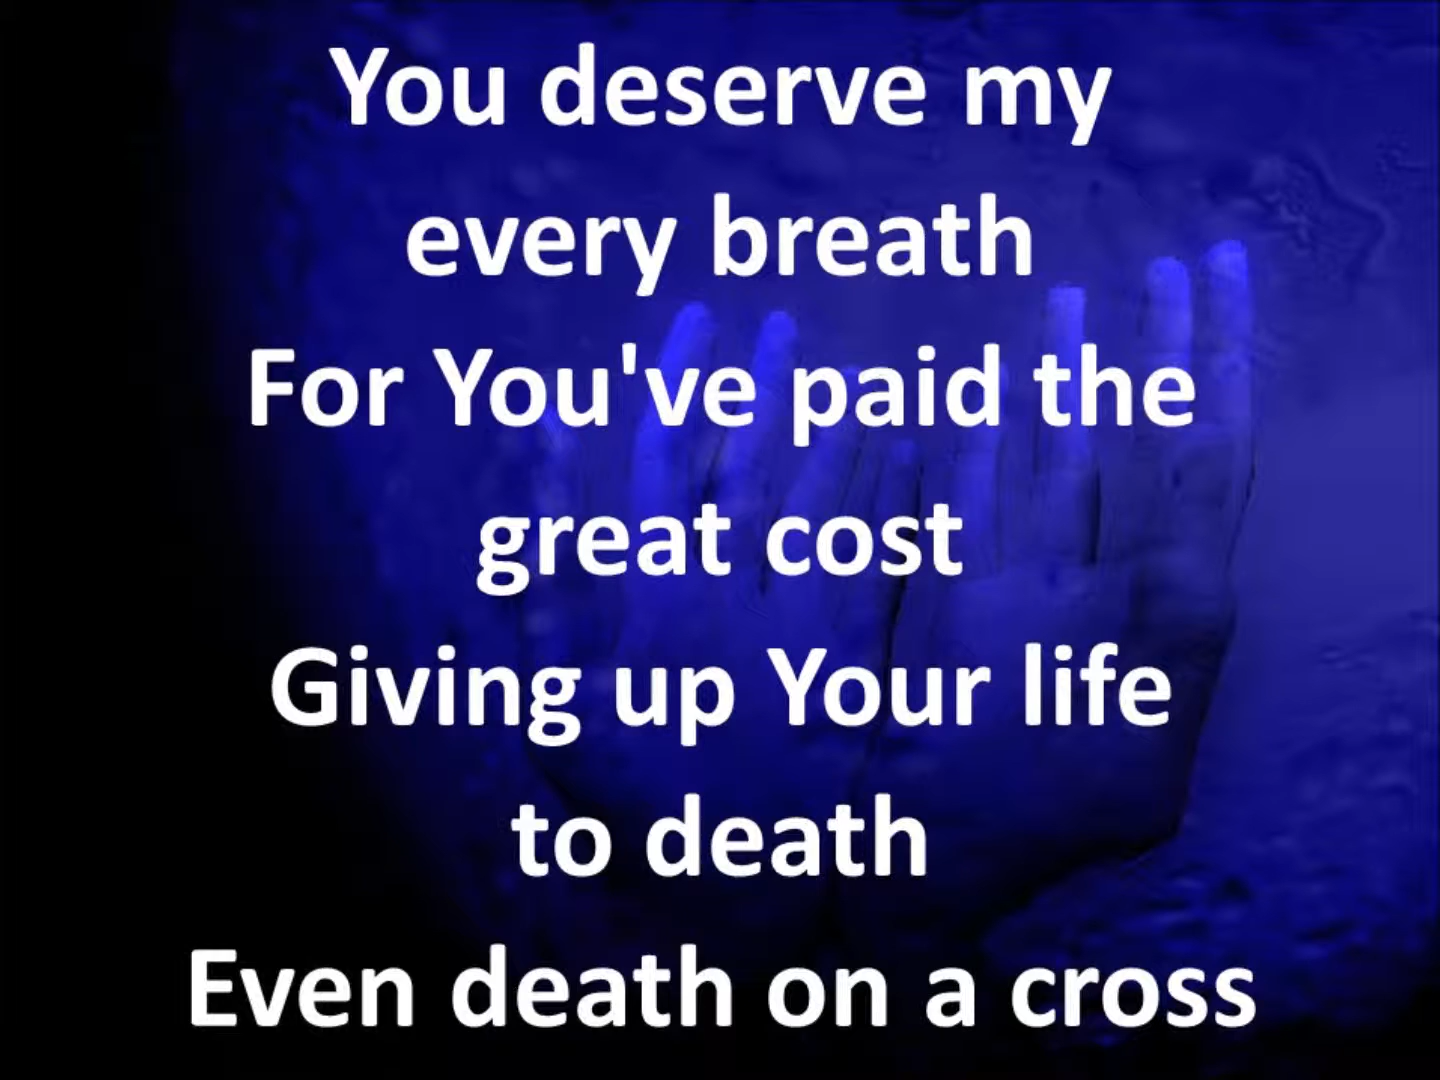 You deserve my
every breath
For You've paid the
great cost
Giving up Your life
to death
Even death on a cross